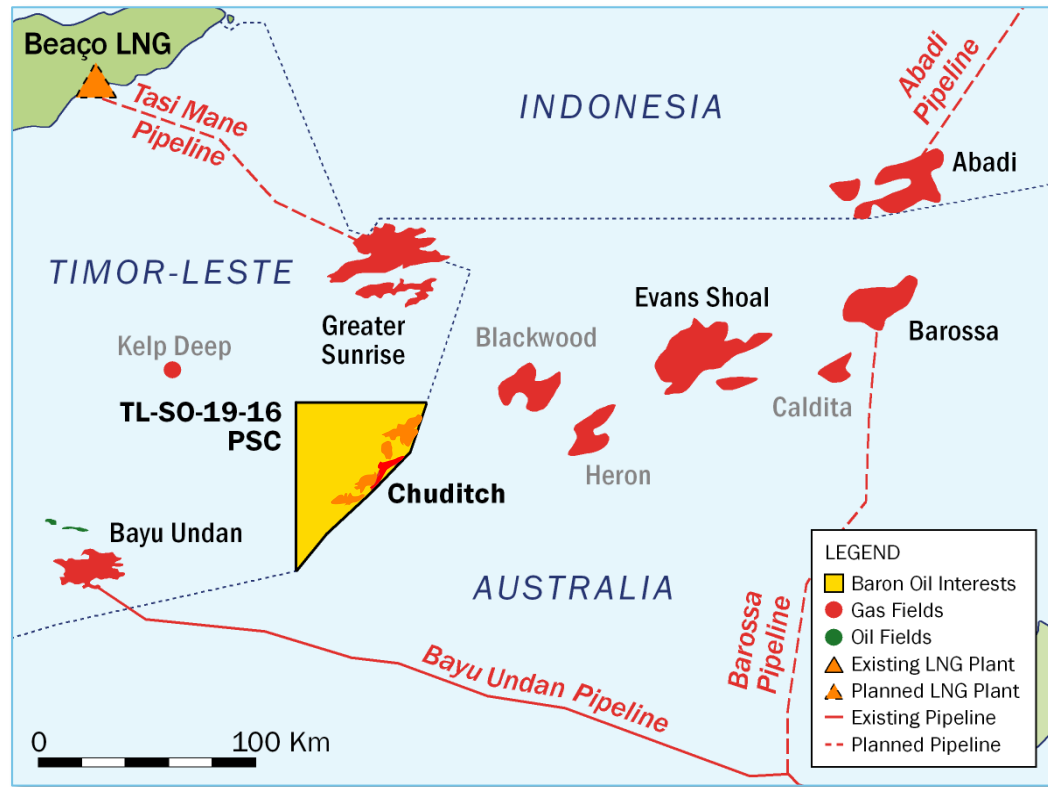 Beaço LNG
Tasi Mane
Pipeline
INDONESIA
Abadi
Pipeline
Abadi
TIMOR-LESTE
Greater
Sunrise
Kelp Deep
Blackwood
Evans Shoal
Barossa
Caldita
TL-SO-19-16
PSC
Chuditch
Heron
Bayu Undan
AUSTRALIA
Bayu Undan Pipeline
Barossa
Pipeline
LEGEND
Baron Oil Interests
Gas Fields
Oil Fields
Existing LNG Plant
Planned LNG Plant
Existing Pipeline
Planned Pipeline
0 100 Km